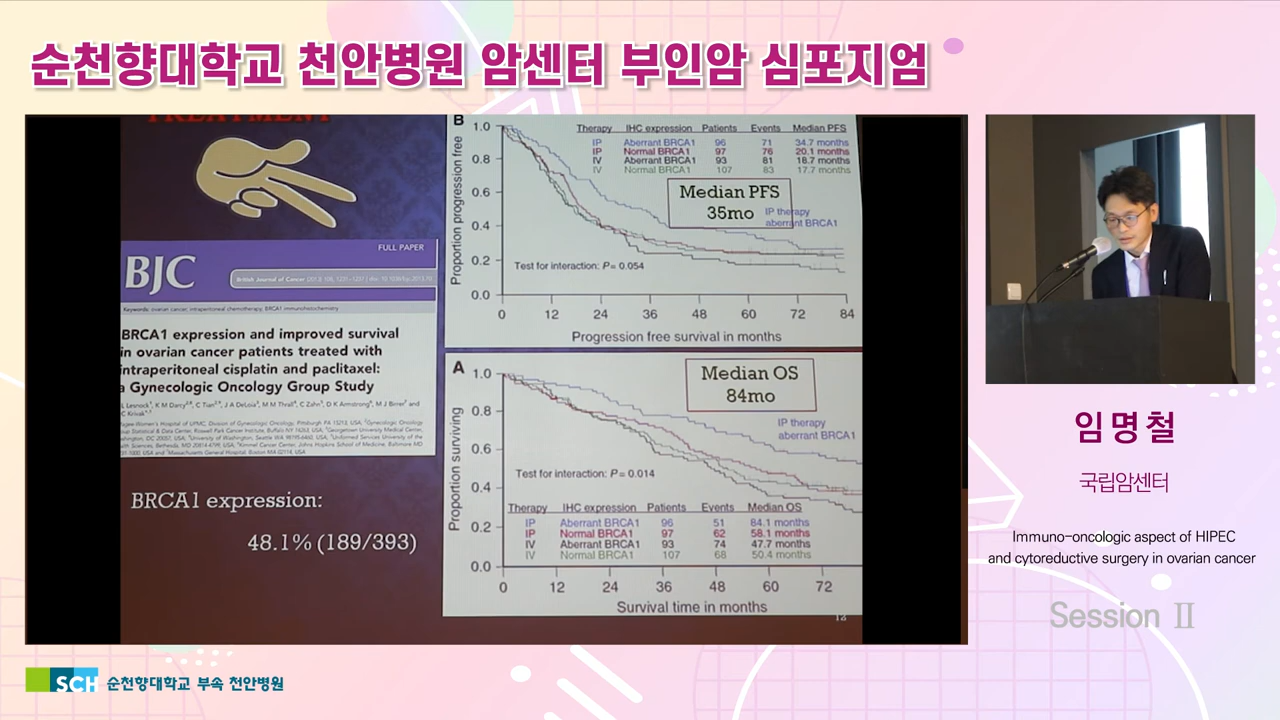 순천향대학교 천안병원 암센터 부인암 심포지엄
TREATMENT
FULL PAPER
BJC
British Journal of Cancer
Keywords: ovarian cancer; intraperitoneal chemotherapy; BRCA1 immunohistochemistry
BRCA1 expression and improved survival
in ovarian cancer patients treated with
intraperitoneal cisplatin and paclitaxel:
a Gynecologic Oncology Group Study
BRCA1 expression:
48.1% (189/393)
B
Proportion progression free
1.0
0.8
0.6
0.4
0.2
0.0
Therapy IHC expression Patients Events Median PFS
IP Aberrant BRCA1 96 71 34.7 months
IP Normal BRCA1 97 76 20.1 months
IV Aberrant BRCA1 93 81 18.7 months
IV Normal BRCA1 107 83 17.7 months
Median PFS
35mo
IP therapy
aberrant BRCA1
Test for interaction: P= 0.054
0 12 24 36 48 60 72 84
Progression free survival in months
A
Proportion surviving
1.0
0.8
0.6
0.4
0.2
0.0
Median OS
84mo
IP therapy
aberrant BRCA1
Test for interaction: P= 0.014
Therapy IHC expression Patients Events Median OS
IP Aberrant BRCA1 96 51 84.1 months
IP Normal BRCA1 97 62 58.1 months
IV Aberrant BRCA1 93 74 47.7 months
IV Normal BRCA1 107 68 50.4 months
0 12 24 36 48 60 72
Survival time in months
12
임명철
국립암센터
Immuno-oncologic aspect of HIPEC
and cytoreductive surgery in ovarian cancer
Session Ⅱ
SCH 순천향대학교 부속 천안병원